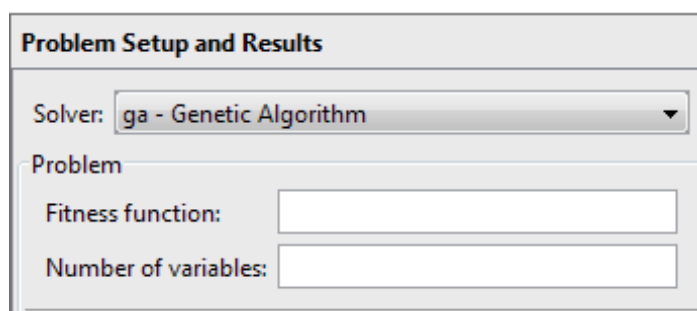 Problem Setup and Results
Solver: ga - Genetic Algorithm
Problem
Fitness function:
Number of variables: